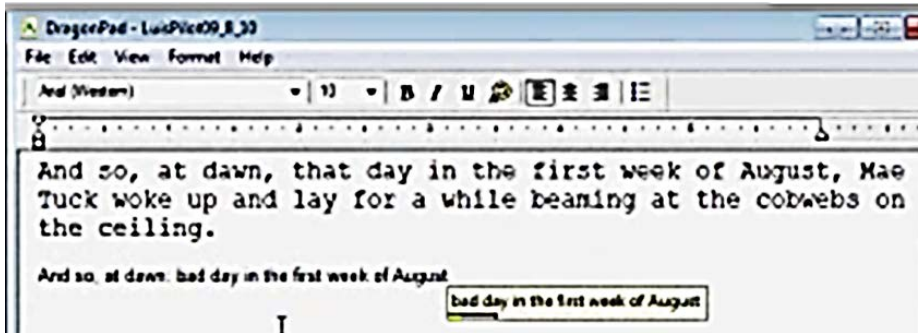 DragonPad - LuisPilot09_8_30
File Edit View Format Help
Arial (Western) 10 B I U
And so, at dawn, that day in the first week of August, Mae
Tuck woke up and lay for a while beaming at the cobwebs on
the ceiling.
And so, at dawn, bad day in the first week of August
bad day in the first week of August